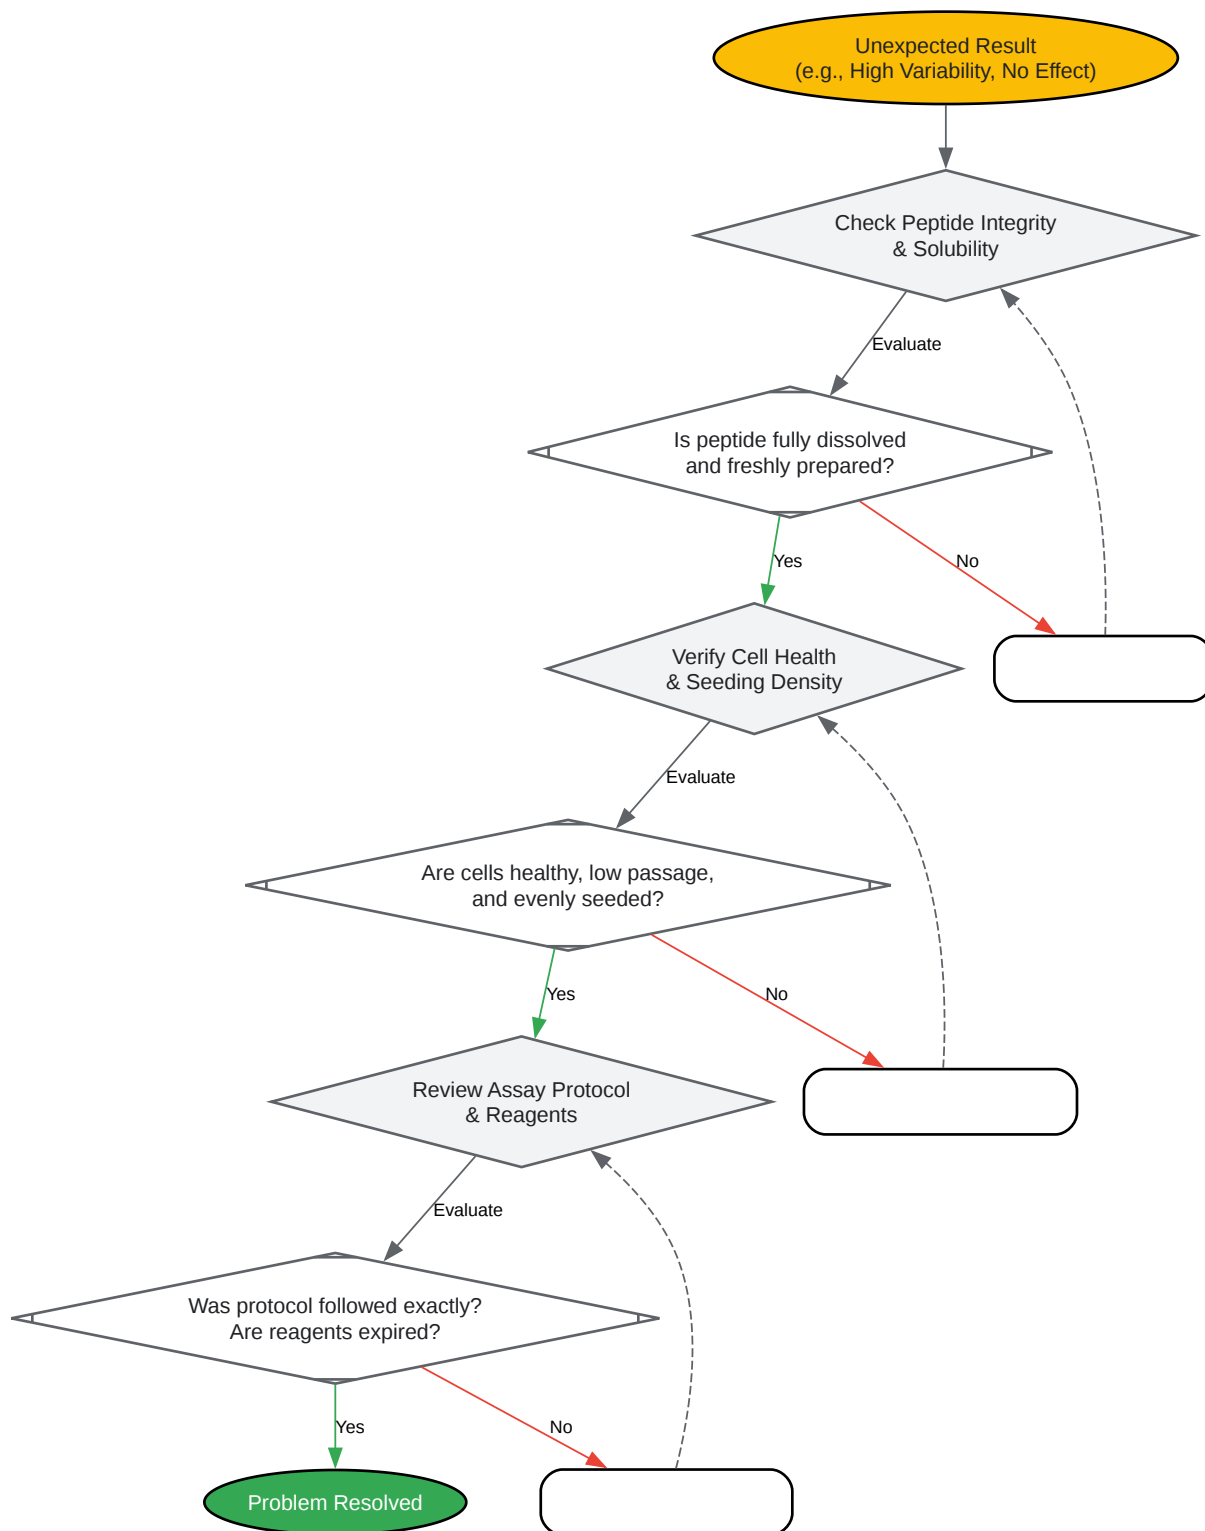 Unexpected Result
(e.g., High Variability, No Effect)
Check Peptide Integrity
& Solubility
Evaluate
Is peptide fully dissolved
and freshly prepared?
Yes
No
Verify Cell Health
& Seeding Density
Evaluate
Are cells healthy, low passage,
and evenly seeded?
Yes
No
Review Assay Protocol
& Reagents
Evaluate
Was protocol followed exactly?
Are reagents expired?
Yes
No
Problem Resolved